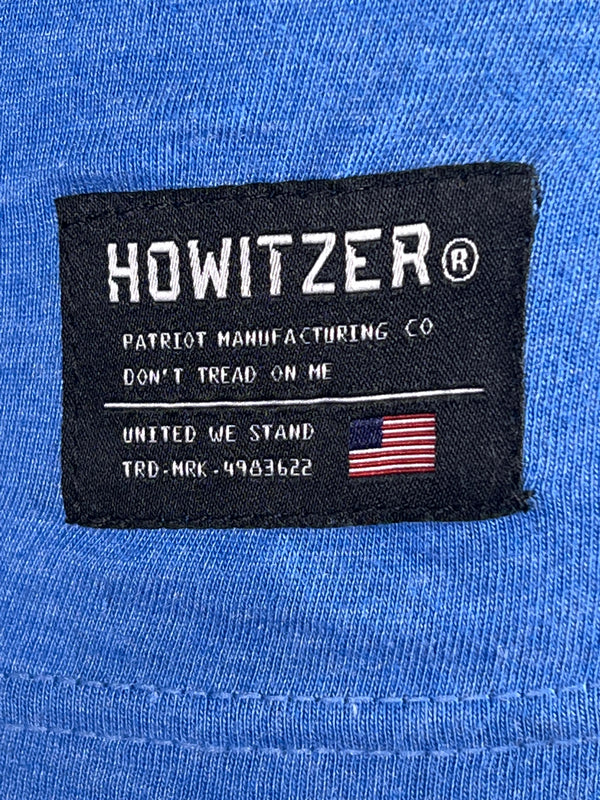 HOWITZER®
PATRIOT MANUFACTURING CO
DON'T TREAD ON ME
UNITED WE STAND
TRD-MRK-4983622